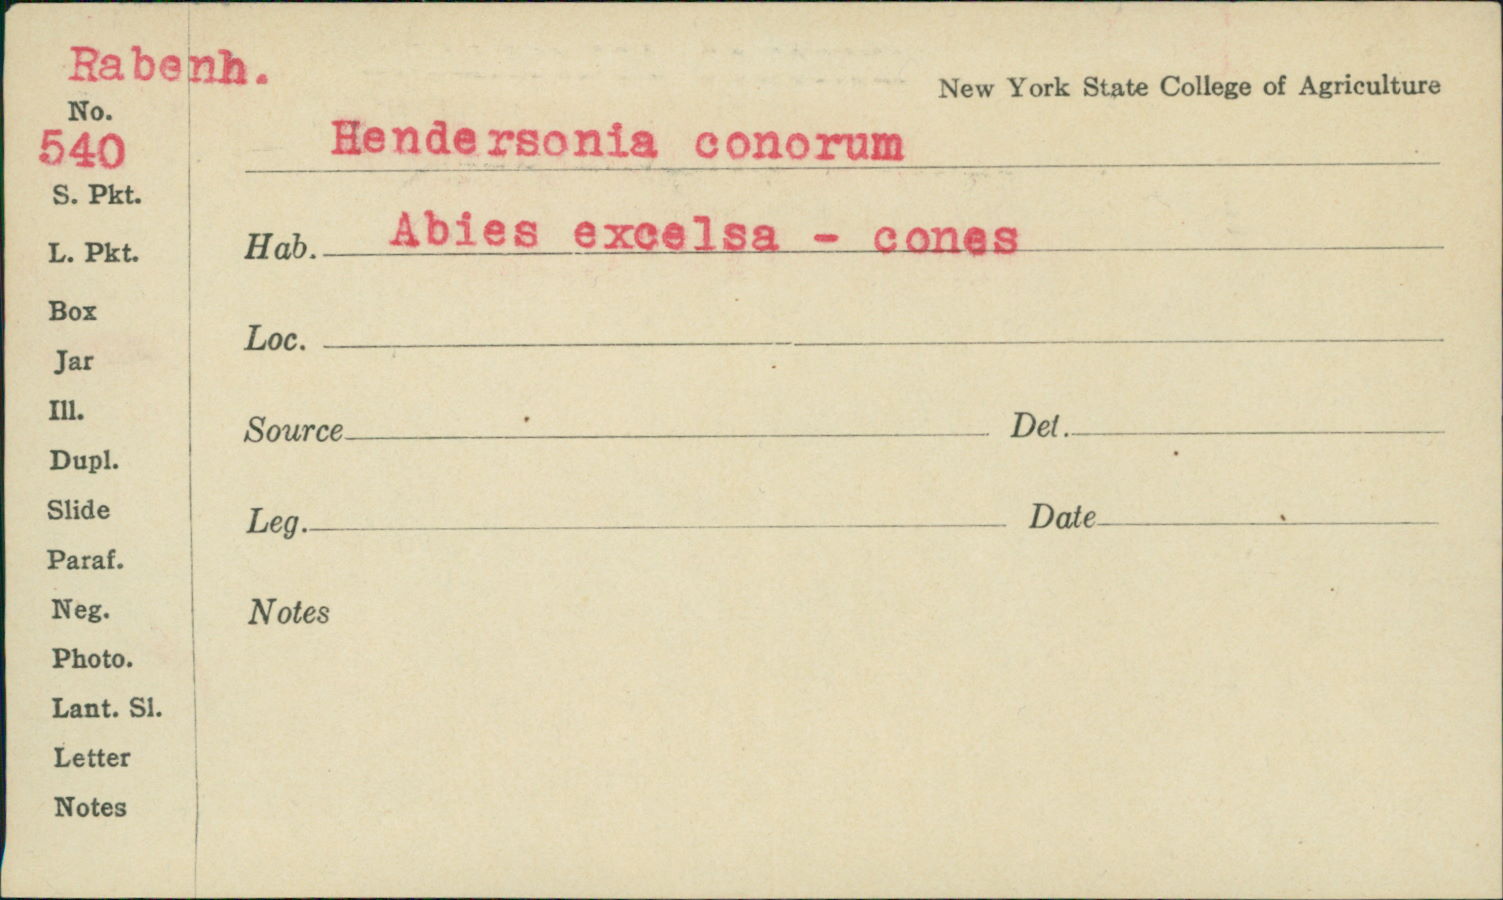 Rabenh.
New York State College of Agriculture
No.
540
Hendersonia conorum
S. Pkt.
Hab. Abies excelsa - cones
L. Pkt.
Box
Loc.
Jar
Ill.
Source Det.
Dupl.
Slide
Leg. Date
Paraf.
Neg.
Notes
Photo.
Lant. Sl.
Letter
Notes